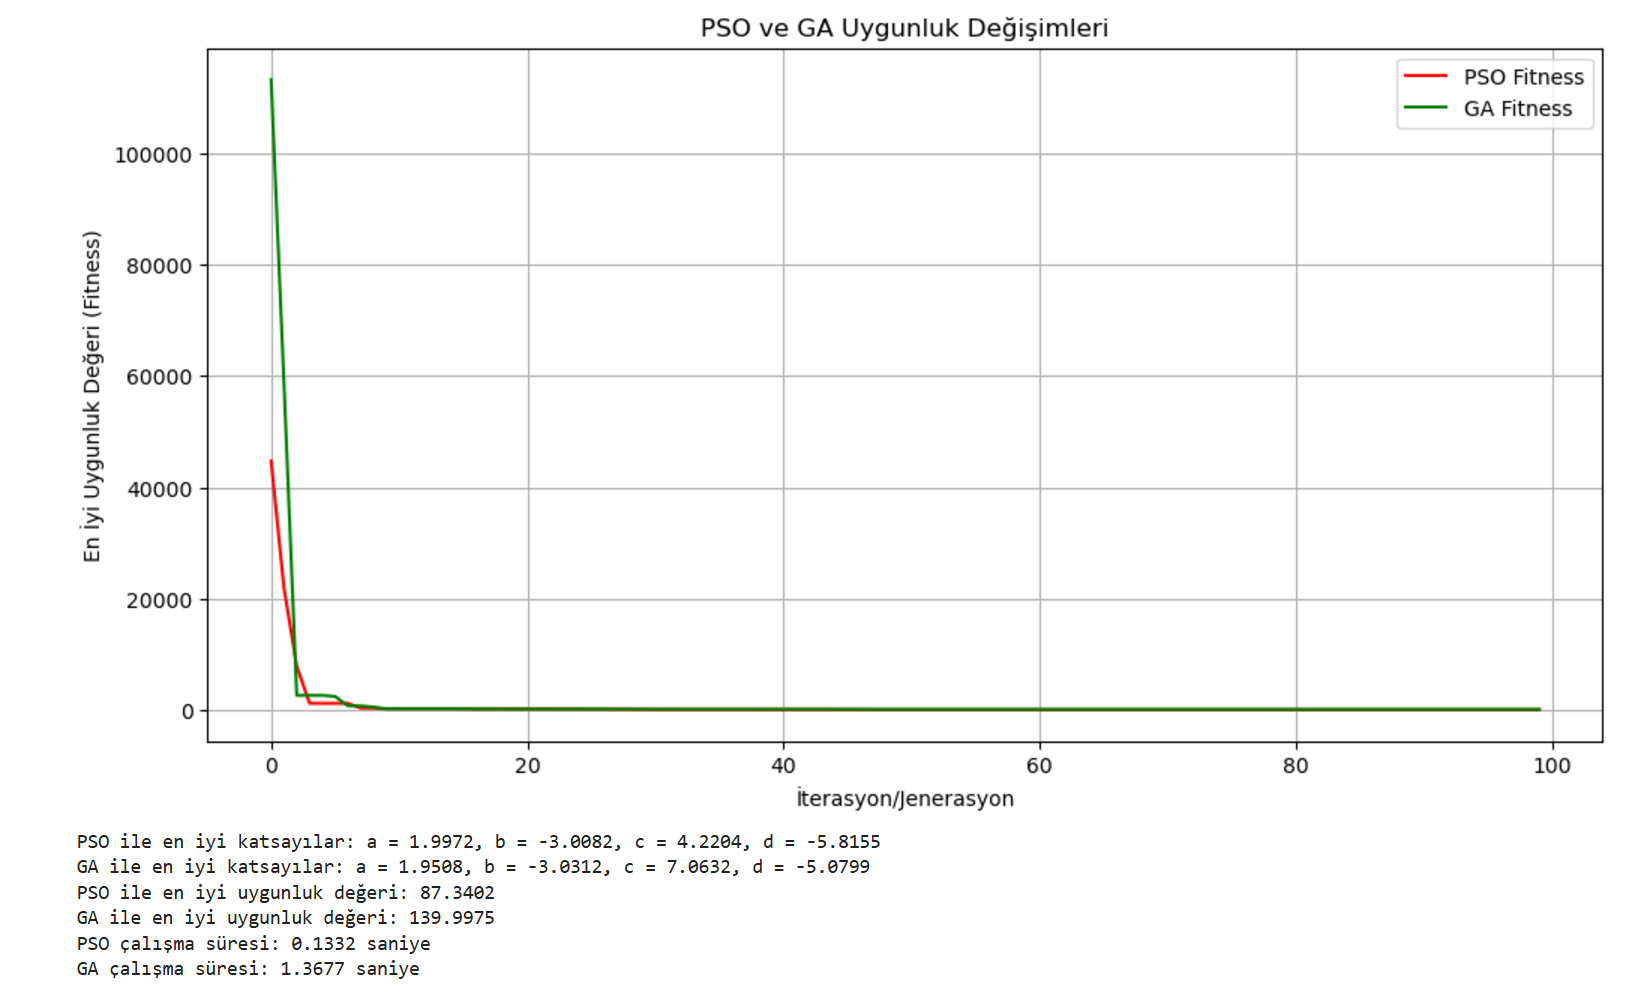 PSO ve GA Uygunluk Değişimleri
PSO Fitness
GA Fitness
En İyi Uygunluk Değeri (Fitness)
100000
80000
60000
40000
20000
0
0 20 40 60 80 100
İterasyon/Jenerasyon
PSO ile en iyi katsayılar: a = 1.9972, b = -3.0082, c = 4.2204, d = -5.8155
GA ile en iyi katsayılar: a = 1.9508, b = -3.0312, c = 7.0632, d = -5.0799
PSO ile en iyi uygunluk değeri: 87.3402
GA ile en iyi uygunluk değeri: 139.9975
PSO çalışma süresi: 0.1332 saniye
GA çalışma süresi: 1.3677 saniye